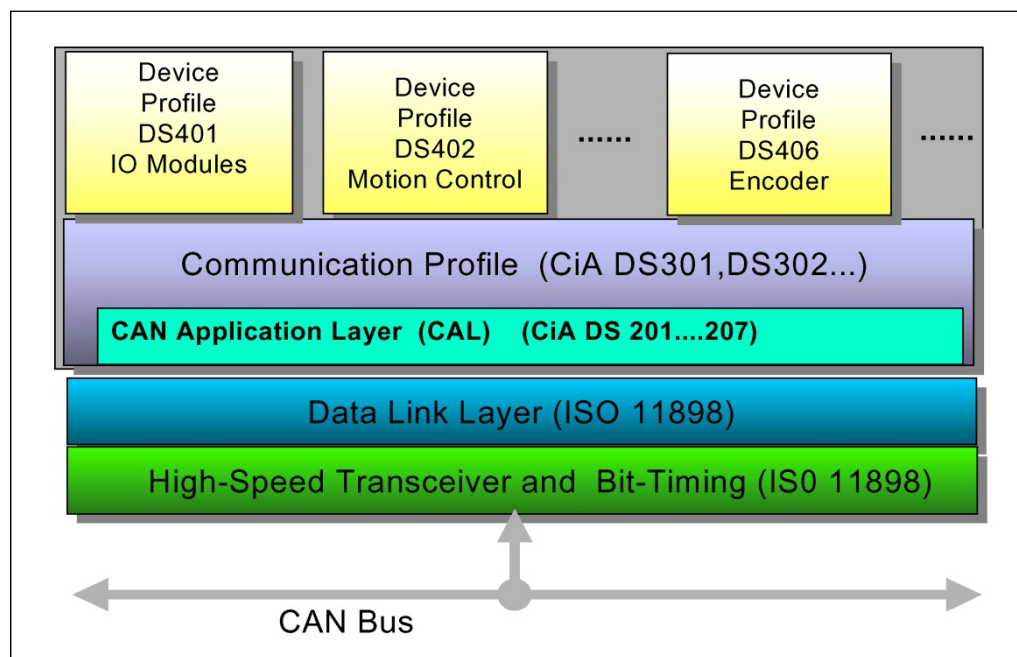 Device
Profile
DS401
IO Modules
Device
Profile
DS402
Motion Control
......
Device
Profile
DS406
Encoder
......
Communication Profile (CiA DS301,DS302...)
CAN Application Layer (CAL) (CiA DS 201....207)
Data Link Layer (ISO 11898)
High-Speed Transceiver and Bit-Timing (IS0 11898)
CAN Bus